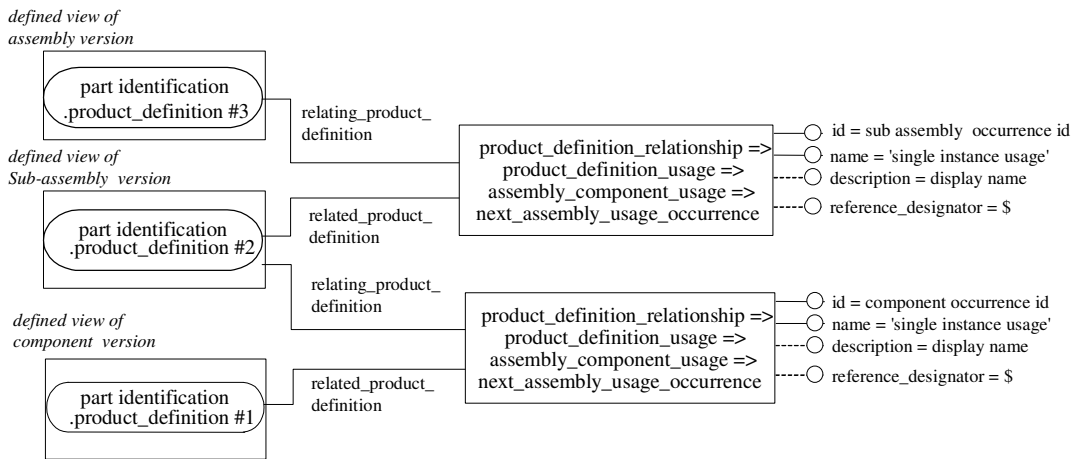 defined view of
assembly version
part identification
.product_definition #3
relating_product_
definition
product_definition_relationship =>
product_definition_usage =>
assembly_component_usage =>
next_assembly_usage_occurrence
id = sub assembly occurrence id
name = 'single instance usage'
description = display name
reference_designator = $
defined view of
Sub-assembly version
part identification
.product_definition #2
related_product_
definition
relating_product_
definition
product_definition_relationship =>
product_definition_usage =>
assembly_component_usage =>
next_assembly_usage_occurrence
id = component occurrence id
name = 'single instance usage'
description = display name
reference_designator = $
defined view of
component version
part identification
.product_definition #1
related_product_
definition